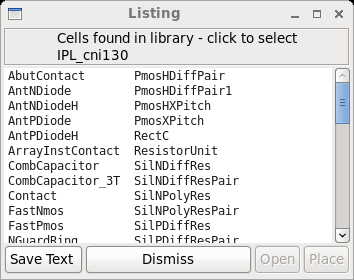 Listing
Cells found in library - click to select
IPL_cni130
AbutContact PmosHDiffPair
AntNDiode PmosHDiffPair1
AntNDiodeH PmosHXPitch
AntPDiode PmosXPitch
AntPDiodeH RectC
ArrayInstContact ResistorUnit
CombCapacitor SilNDiffRes
CombCapacitor_3T SilNDiffResPair
Contact SilNPolyRes
FastNmos SilNPolyResPair
FastPmos SilPDiffRes
NGuardRing SilPDiffResPair
Save Text Dismiss Open Place